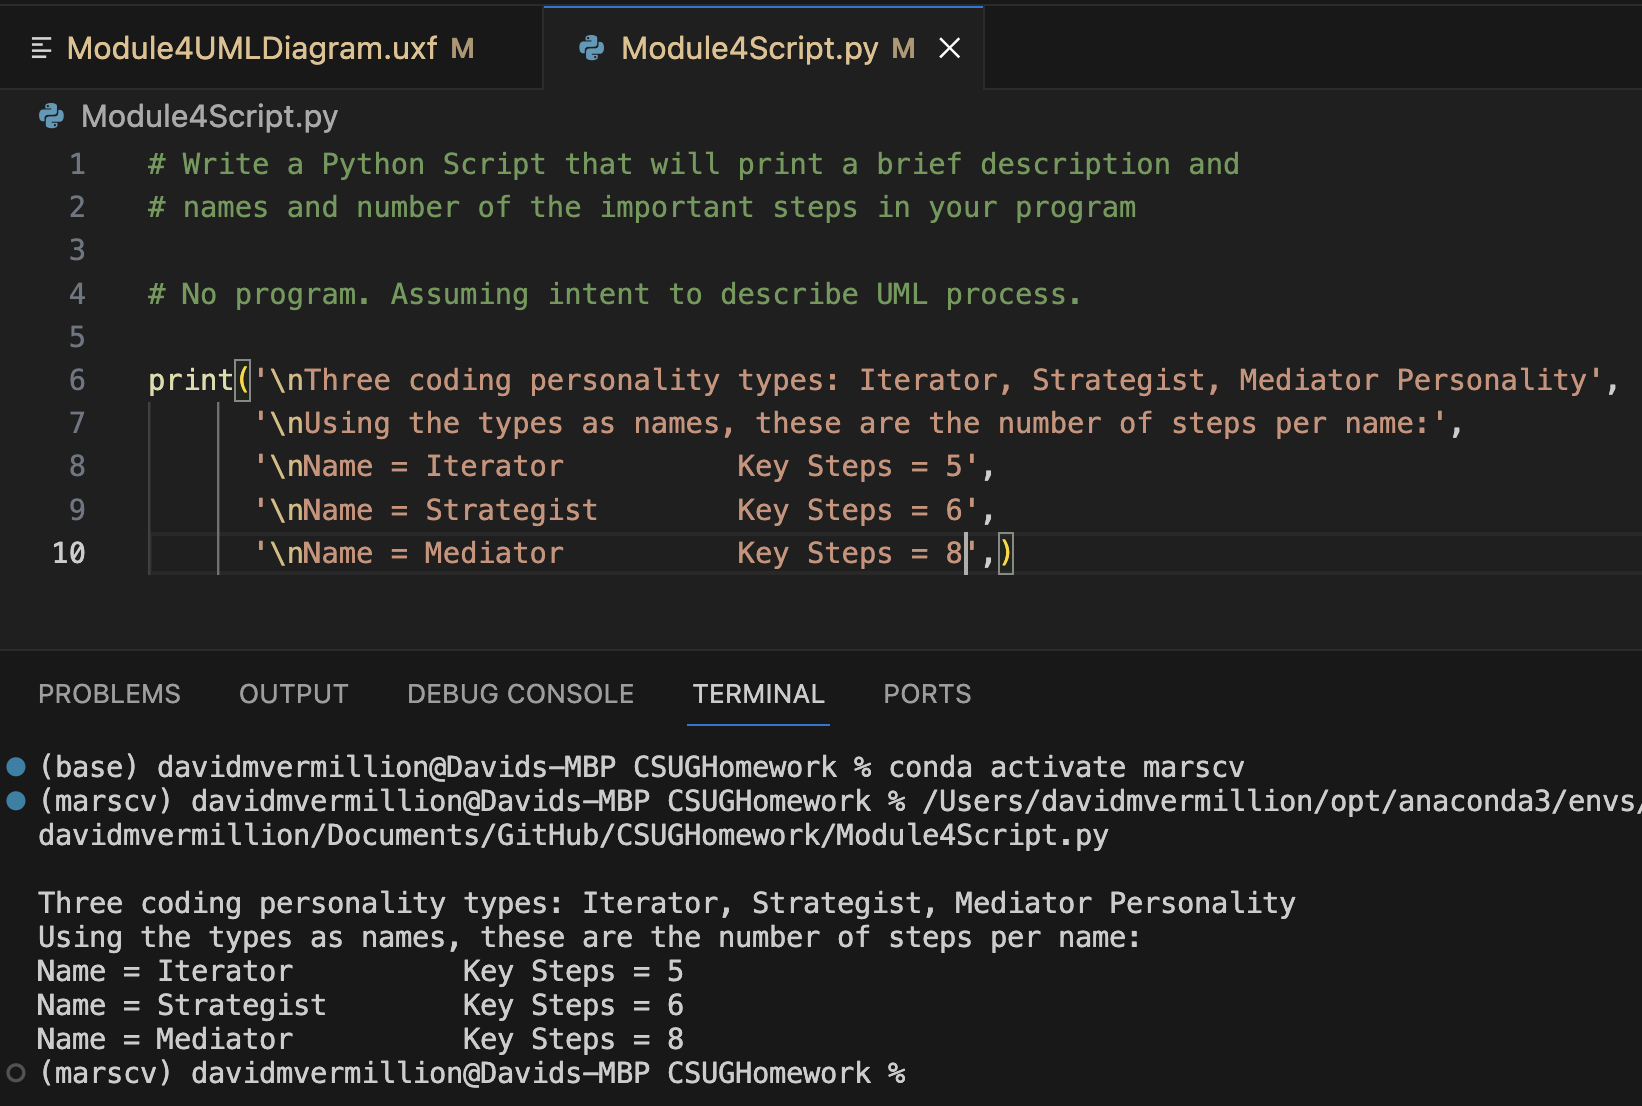 Module4UMLDiagram.uxf M
Module4Script.py M
Module4Script.py
1 # Write a Python Script that will print a brief description and
2 # names and number of the important steps in your program
3
4 # No program. Assuming intent to describe UML process.
5
6 print('\nThree coding personality types: Iterator, Strategist, Mediator Personality',
7       '\nUsing the types as names, these are the number of steps per name:',
8       '\nName = Iterator          Key Steps = 5',
9       '\nName = Strategist        Key Steps = 6',
10       '\nName = Mediator          Key Steps = 8',)
PROBLEMS OUTPUT DEBUG CONSOLE TERMINAL PORTS
(base) davidmvermillion@Davids-MBP CSUGHomework % conda activate marscv
(marscv) davidmvermillion@Davids-MBP CSUGHomework % /Users/davidmvermillion/opt/anaconda3/envs/
davidmvermillion/Documents/GitHub/CSUGHomework/Module4Script.py
Three coding personality types: Iterator, Strategist, Mediator Personality
Using the types as names, these are the number of steps per name:
Name = Iterator          Key Steps = 5
Name = Strategist        Key Steps = 6
Name = Mediator          Key Steps = 8
(marscv) davidmvermillion@Davids-MBP CSUGHomework %